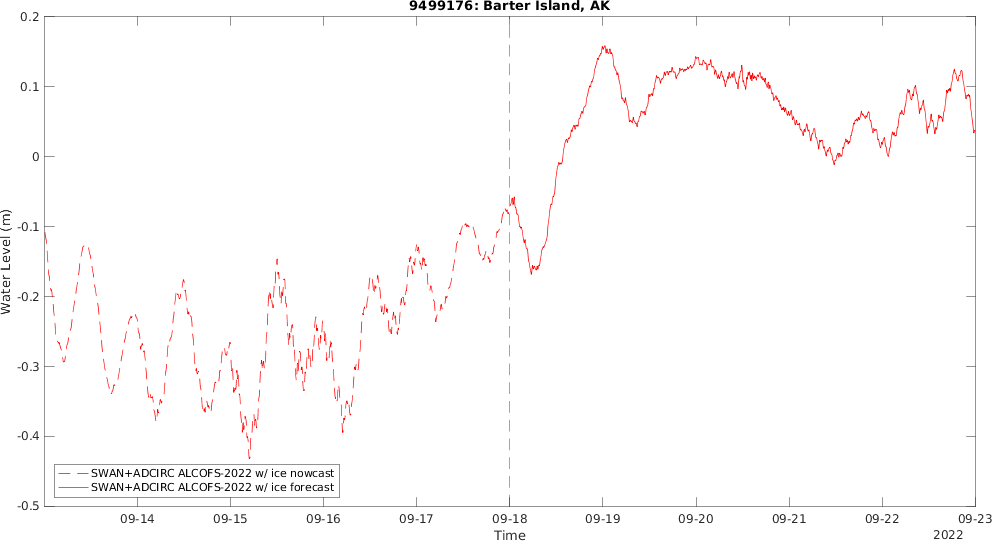 9499176: Barter Island, AK
0.2
0.1
0
-0.1
-0.2
-0.3
-0.4
-0.5
Water Level (m)
SWAN+ADCIRC ALCOFS-2022 w/ ice nowcast
SWAN+ADCIRC ALCOFS-2022 w/ ice forecast
09-14 09-15 09-16 09-17 09-18 09-19 09-20 09-21 09-22 09-23
Time
2022